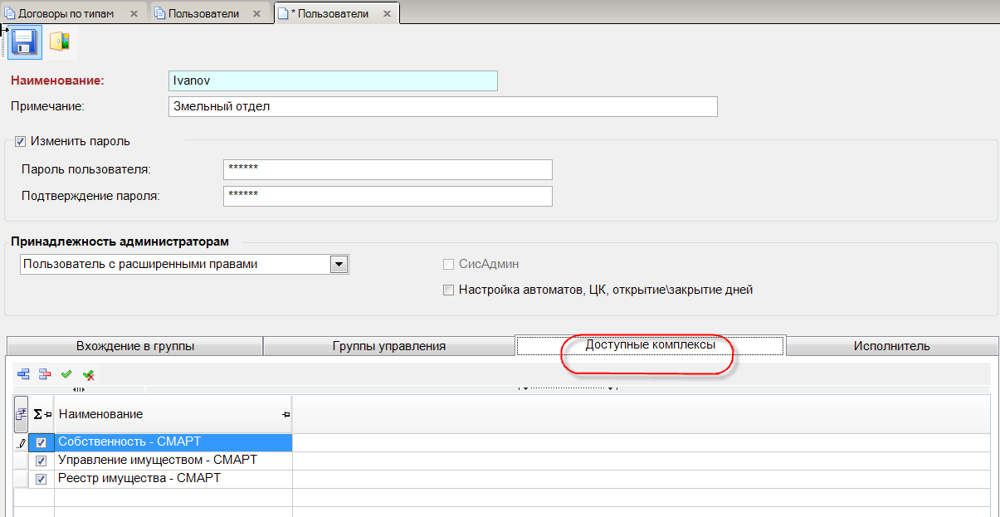 Договоры по типам
Пользователи
* Пользователи
Наименование:
Ivanov
Примечание:
Змельный отдел
Изменить пароль
Пароль пользователя:
******
Подтверждение пароля:
******
Принадлежность администраторам
Пользователь с расширенными правами
СисАдмин
Настройка автоматов, ЦК, открытие\закрытие дней
Вхождение в группы
Группы управления
Доступные комплексы
Исполнитель
Σ Наименование
Собственность - СМАРТ
Управление имуществом - СМАРТ
Реестр имущества - СМАРТ